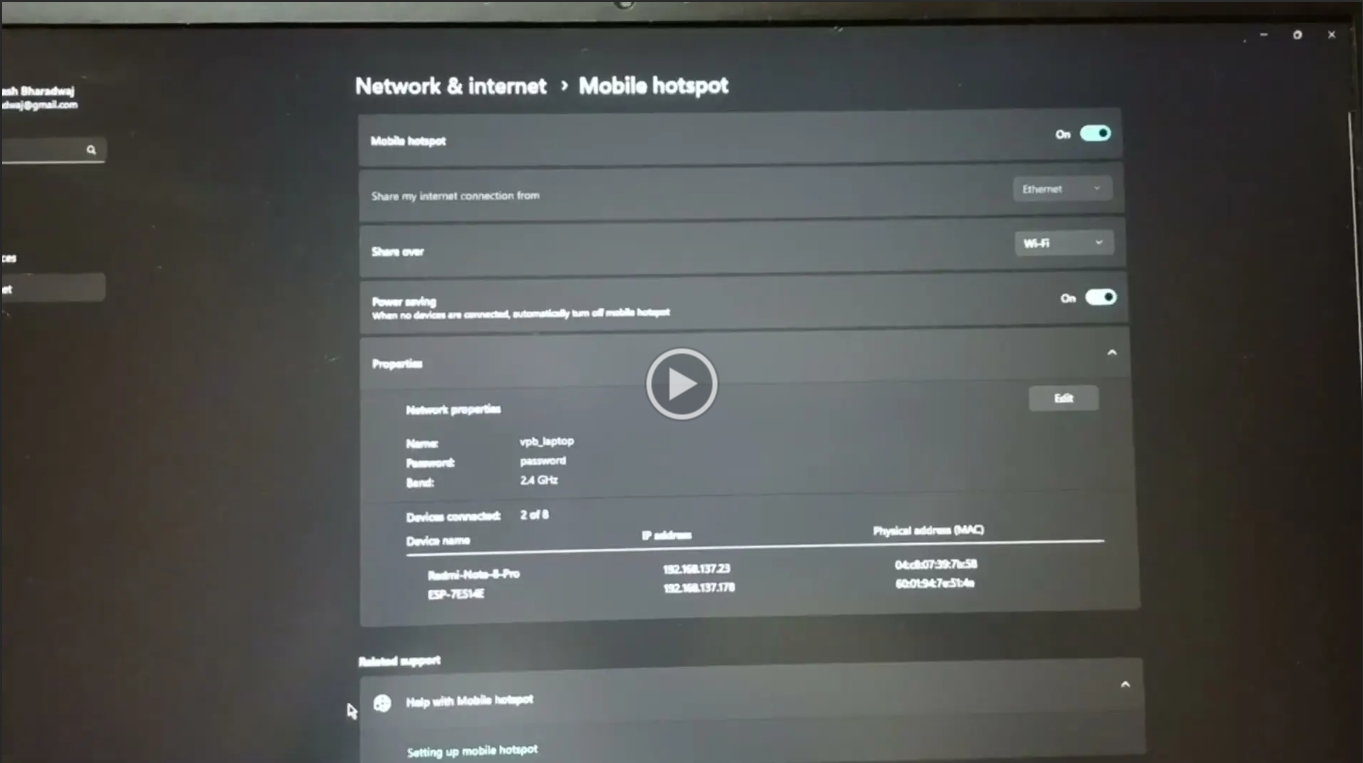 Network & internet › Mobile hotspot
ash Bharadwaj
dwaj@gmail.com
Mobile hotspot On
Share my internet connection from Ethernet
Share over Wi-Fi
ces
et
Power saving On
When no devices are connected, automatically turn off mobile hotspot
Properties
Network properties Edit
Name: vpb_laptop
Password: password
Band: 2.4 GHz
Devices connected: 2 of 8
Device name IP address Physical address (MAC)
Redmi-Note-8-Pro 192.168.137.23 04:c8:07:39:7b:58
ESP-7E514E 192.168.137.178 60:01:94:7e:51:4e
Related support
Help with Mobile hotspot
Setting up mobile hotspot